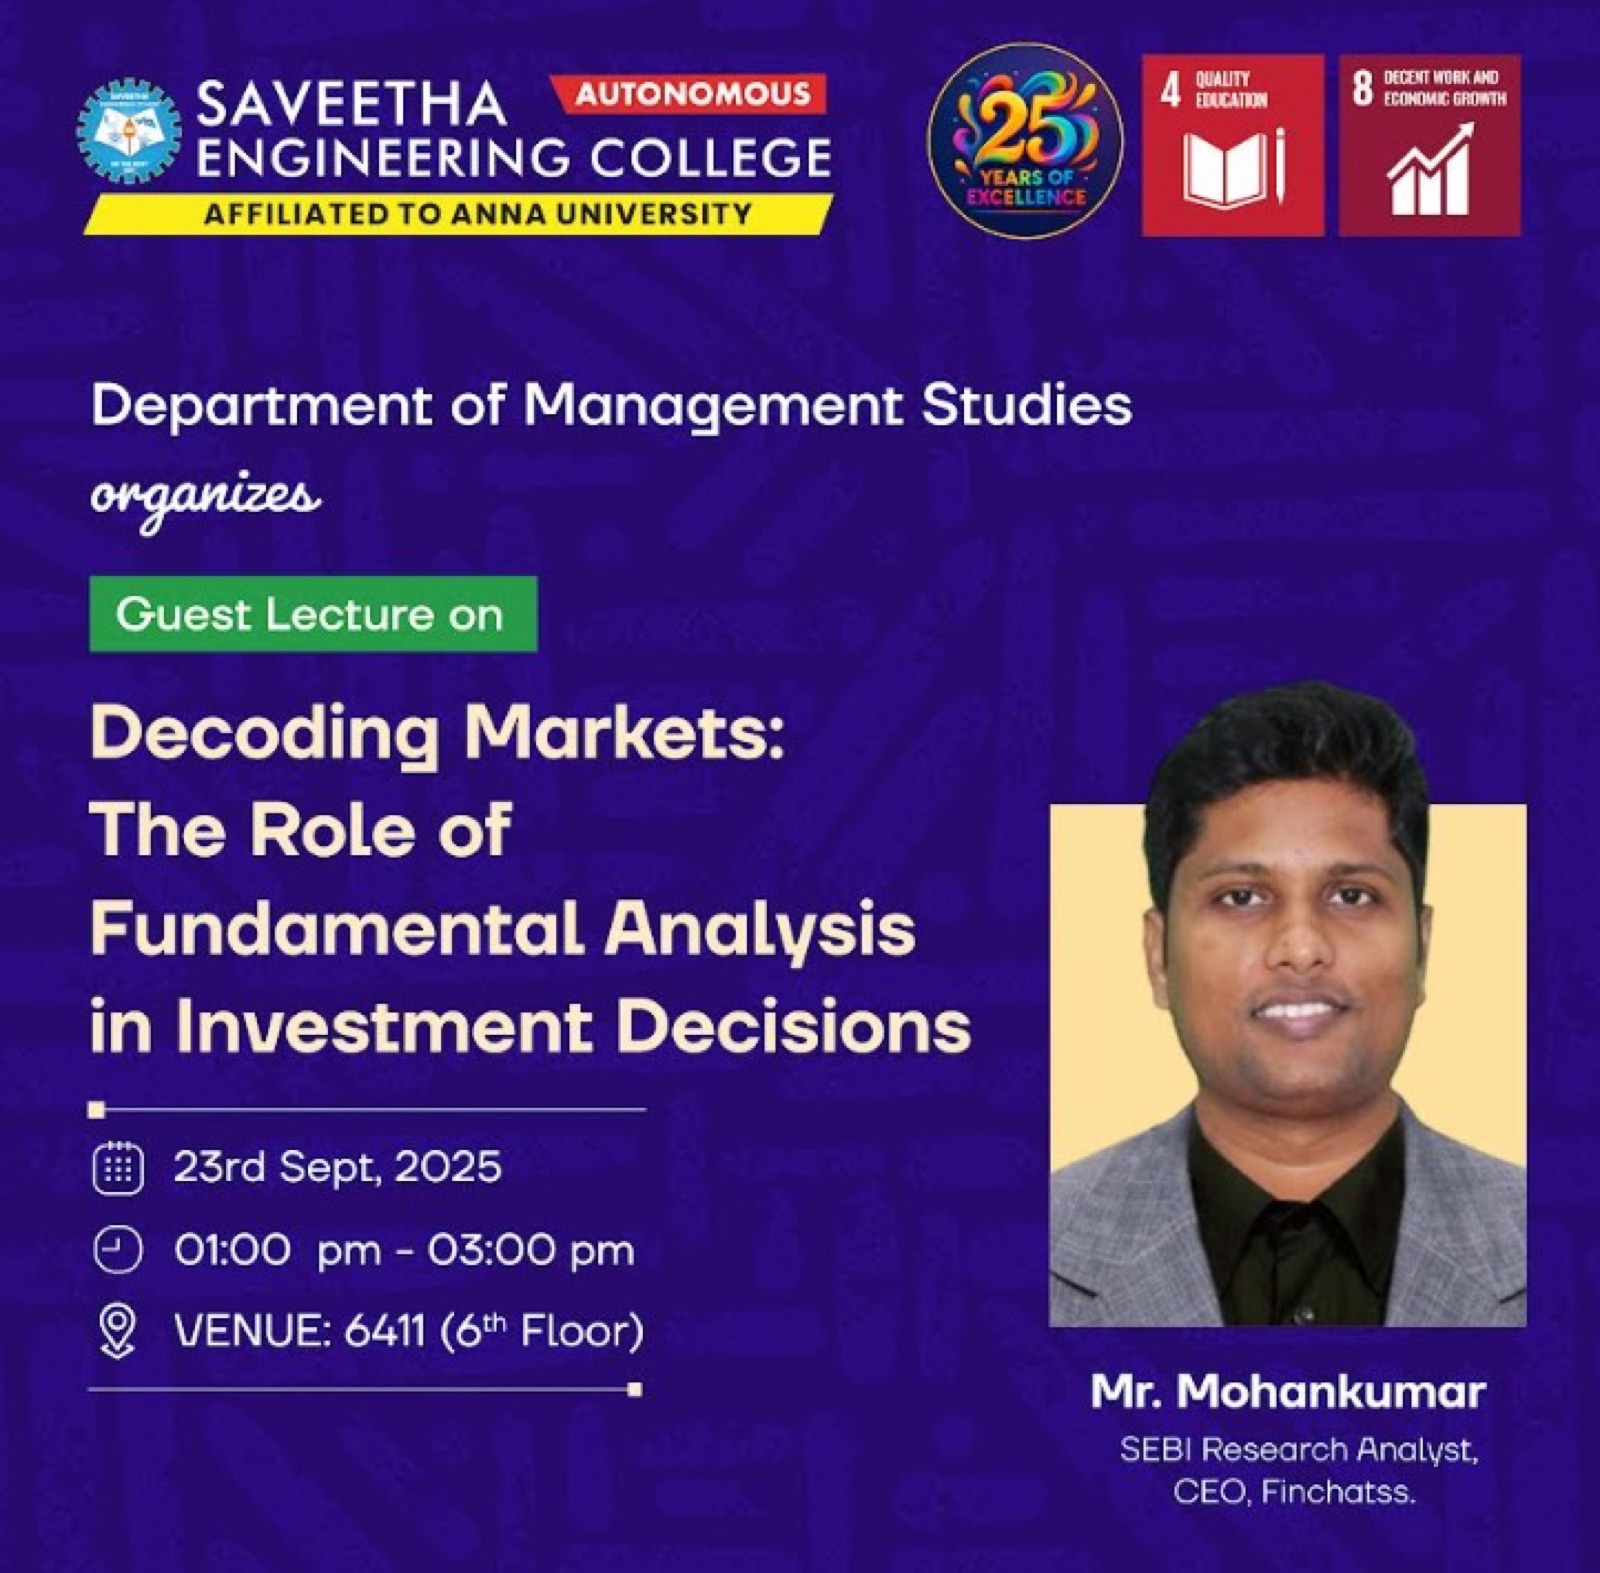 SAVEETHA
AUTONOMOUS
ENGINEERING COLLEGE
AFFILIATED TO ANNA UNIVERSITY
25
YEARS OF
EXCELLENCE
4 QUALITY
EDUCATION
8 DECENT WORK AND
ECONOMIC GROWTH
Department of Management Studies
organizes
Guest Lecture on
Decoding Markets:
The Role of
Fundamental Analysis
in Investment Decisions
23rd Sept, 2025
01:00 pm - 03:00 pm
VENUE: 6411 (6th Floor)
Mr. Mohankumar
SEBI Research Analyst,
CEO, Finchatss.